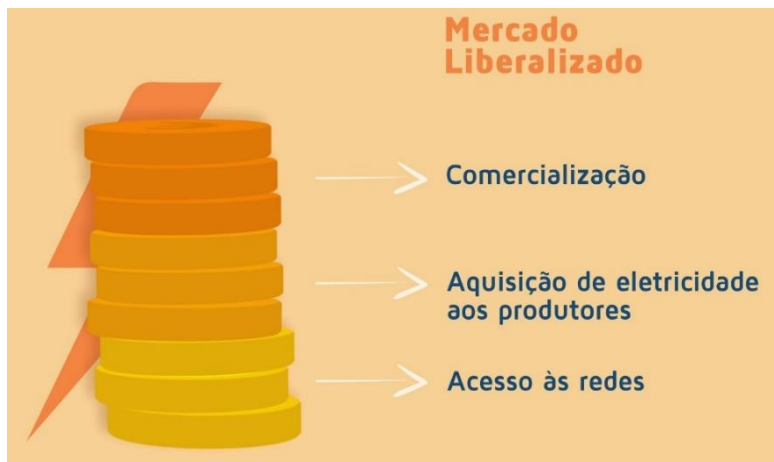 Mercado
Liberalizado
Comercialização
Aquisição de eletricidade
aos produtores
Acesso às redes